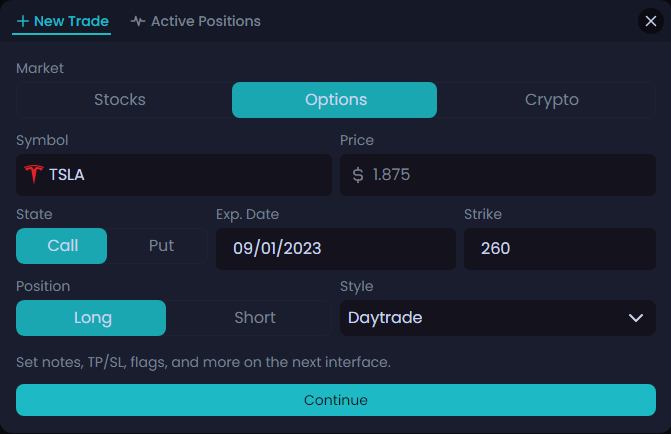 New Trade Active Positions
Market
Stocks Options Crypto
Symbol Price
TSLA $ 1.875
State Exp. Date Strike
Call Put 09/01/2023 260
Position Style
Long Short Daytrade
Set notes, TP/SL, flags, and more on the next interface.
Continue